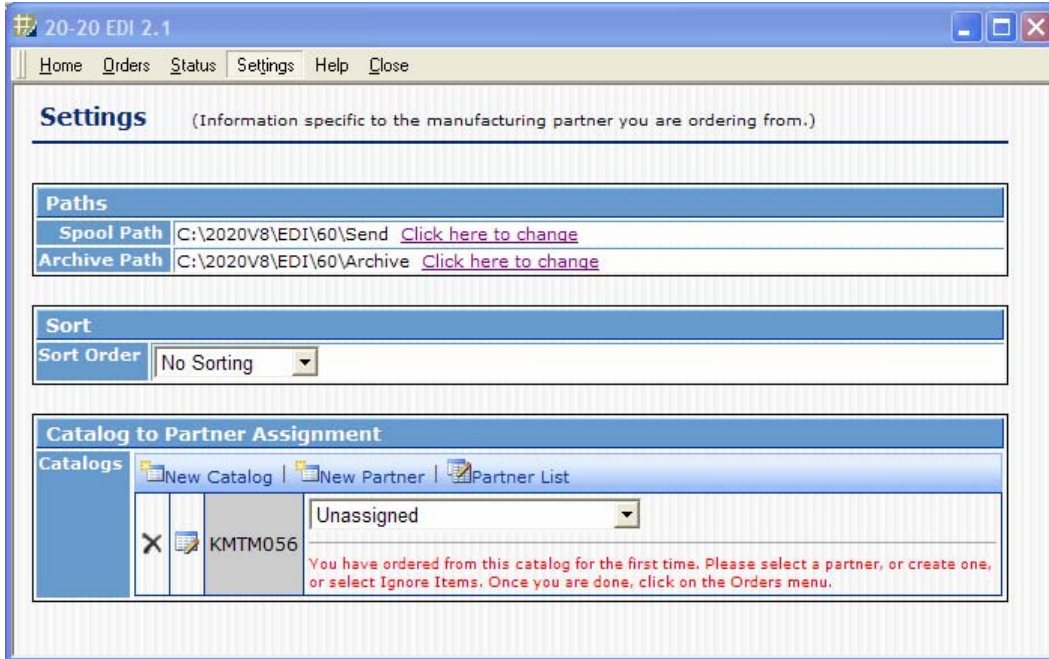 20-20 EDI 2.1
Home Orders Status Settings Help Close
Settings (Information specific to the manufacturing partner you are ordering from.)
Paths
Spool Path C:\2020V8\EDI\60\Send Click here to change
Archive Path C:\2020V8\EDI\60\Archive Click here to change
Sort
Sort Order No Sorting
Catalog to Partner Assignment
Catalogs New Catalog | New Partner | Partner List
KMTM056 Unassigned
You have ordered from this catalog for the first time. Please select a partner, or create one,
or select Ignore Items. Once you are done, click on the Orders menu.